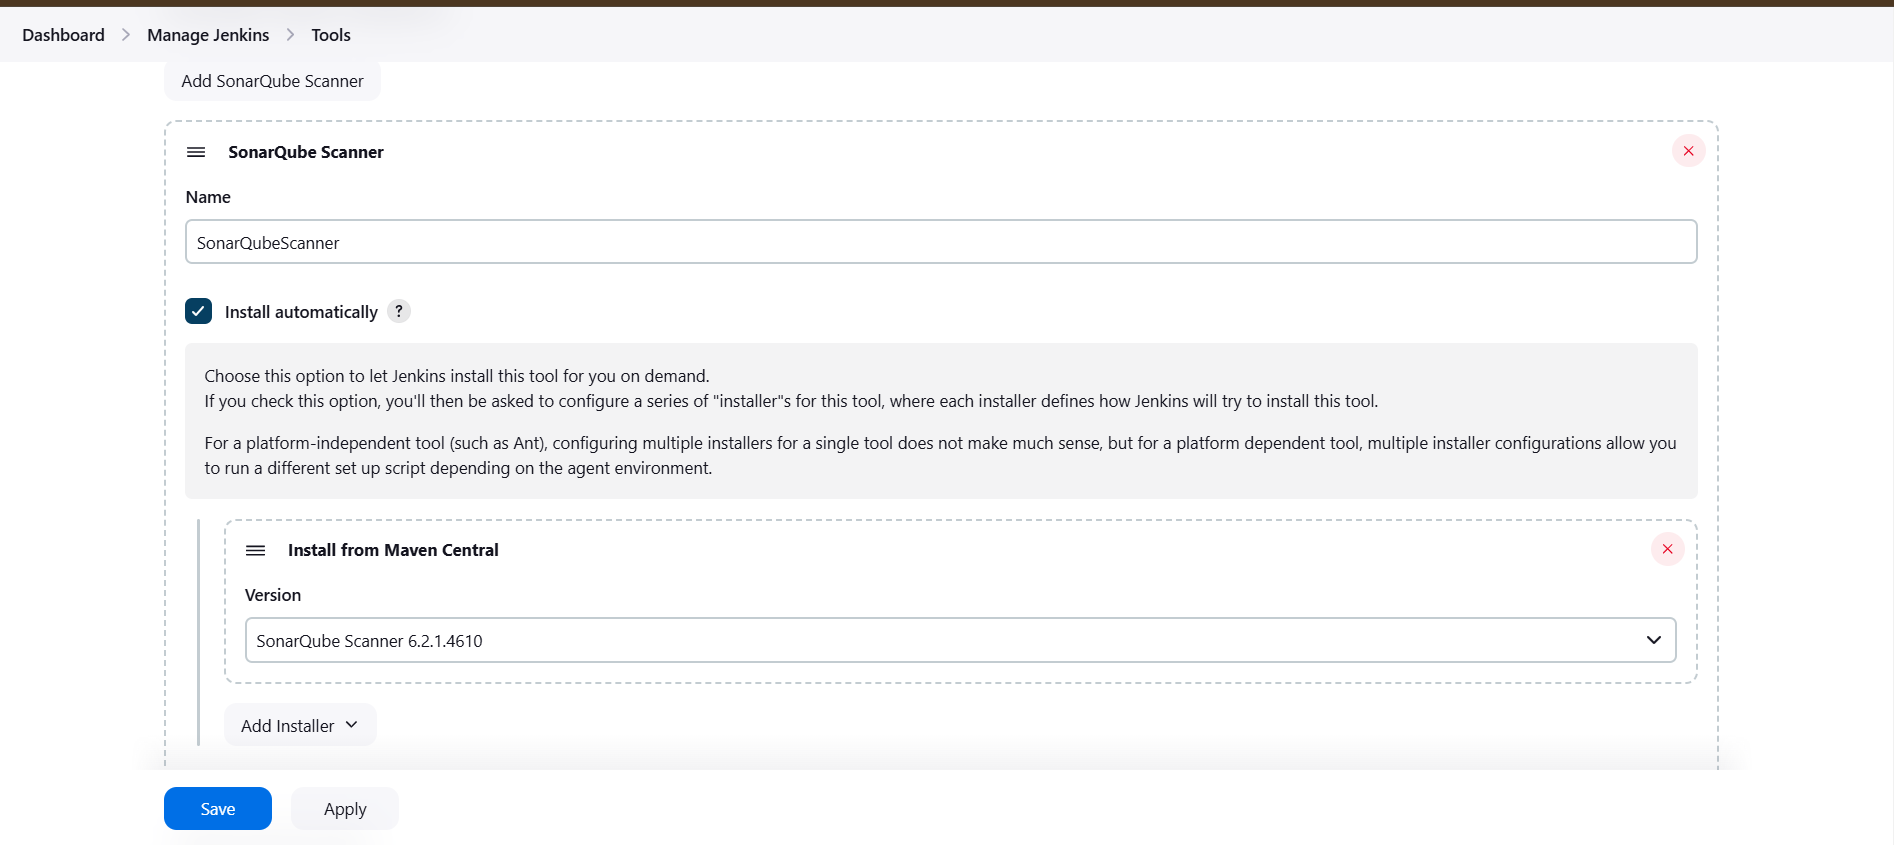 Dashboard > Manage Jenkins > Tools
Add SonarQube Scanner
SonarQube Scanner
Name
SonarQubeScanner
Install automatically ?
Choose this option to let Jenkins install this tool for you on demand.
If you check this option, you'll then be asked to configure a series of "installer"s for this tool, where each installer defines how Jenkins will try to install this tool.
For a platform-independent tool (such as Ant), configuring multiple installers for a single tool does not make much sense, but for a platform dependent tool, multiple installer configurations allow you
to run a different set up script depending on the agent environment.
Install from Maven Central
Version
SonarQube Scanner 6.2.1.4610
Add Installer
Save Apply